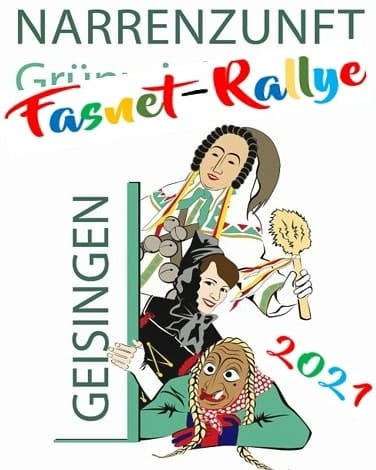 NARRENZUNFT
Fasnet-Rallye
GEISINGEN
2021